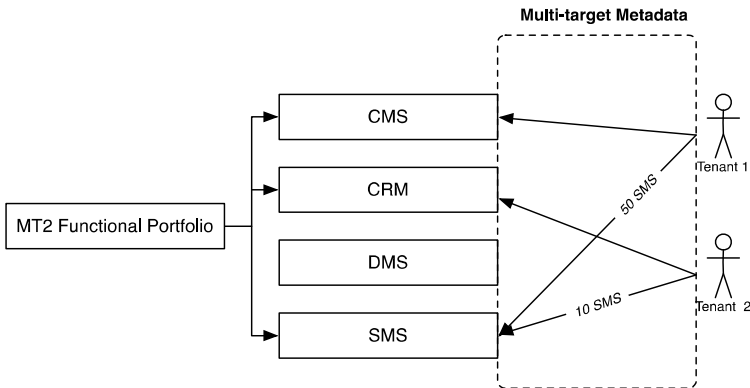 Multi-target Metadata
CMS
Tenant 1
50 SMS
CRM
MT2 Functional Portfolio
DMS
10 SMS
Tenant 2
SMS